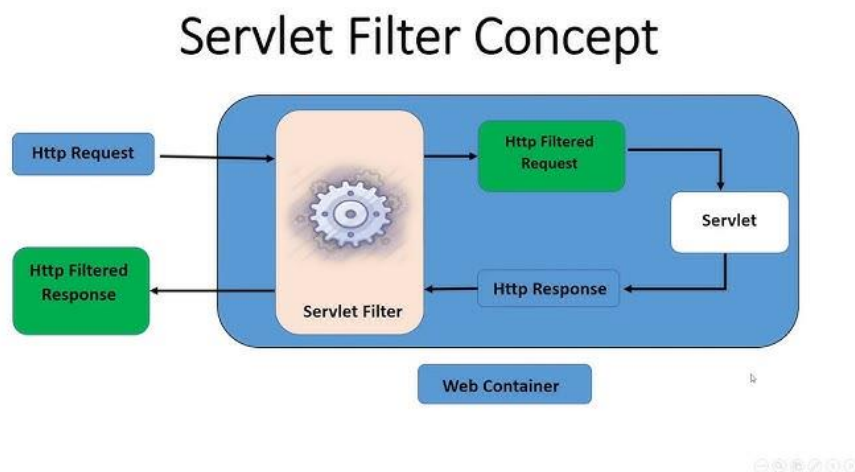 Servlet Filter Concept
Http Request
Http Filtered
Request
Servlet
Http Filtered
Response
Http Response
Servlet Filter
Web Container